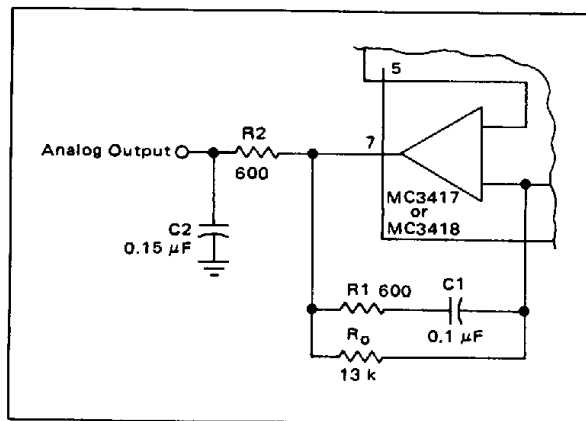 5
R2
Analog Output
600
7
MC3417
or
MC3418
C2
0.15 μF
R1 600
C1
0.1 μF
Ro
13 k